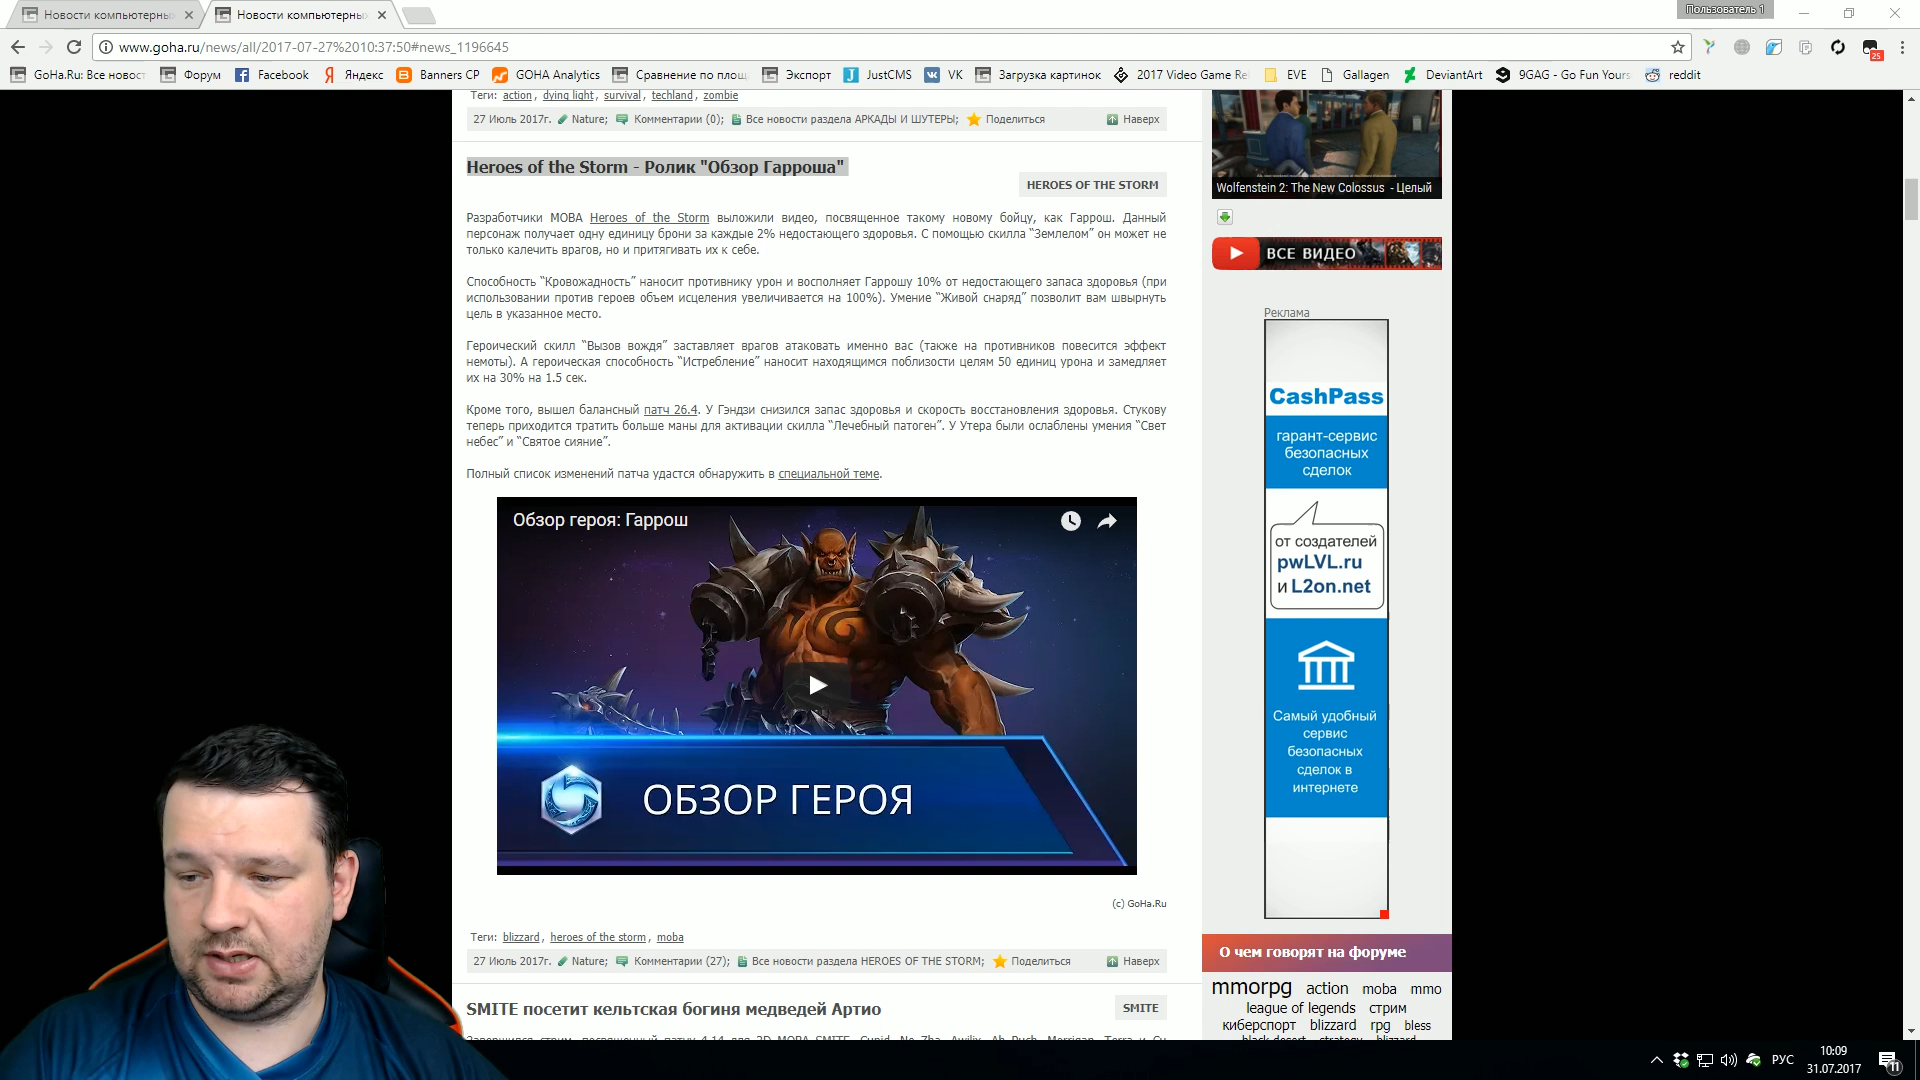 Новости компьютерны
Новости компьютерных
Пользователь 1
www.goha.ru/news/all/2017-07-27%2010:37:50#news_1196645
25
GoHa.Ru: Все новост
Форум
Facebook
Яндекс
Banners CP
GOHA Analytics
Сравнение по площ
Экспорт
JustCMS
VK
Загрузка картинок
2017 Video Game Re
EVE
Gallagen
DeviantArt
9GAG - Go Fun Yours
reddit
Теги: action, dying light, survival, techland, zombie
27 Июль 2017г. Nature; Комментарии (0); Все новости раздела АРКАДЫ И ШУТЕРЫ; Поделиться Наверх
Heroes of the Storm - Ролик "Обзор Гарроша"
HEROES OF THE STORM
Разработчики MOBA Heroes of the Storm выложили видео, посвященное такому новому бойцу, как Гаррош. Данный
персонаж получает одну единицу брони за каждые 2% недостающего здоровья. С помощью скилла “Землелом” он может не
только калечить врагов, но и притягивать их к себе.
Способность “Кровожадность” наносит противнику урон и восполняет Гаррошу 10% от недостающего запаса здоровья (при
использовании против героев объем исцеления увеличивается на 100%). Умение “Живой снаряд” позволит вам швырнуть
цель в указанное место.
Героический скилл “Вызов вождя” заставляет врагов атаковать именно вас (также на противников повесится эффект
немоты). А героическая способность “Истребление” наносит находящимся поблизости целям 50 единиц урона и замедляет
их на 30% на 1.5 сек.
Кроме того, вышел балансный патч 26.4. У Гэндзи снизился запас здоровья и скорость восстановления здоровья. Стукову
теперь приходится тратить больше маны для активации скилла “Лечебный патоген”. У Утера были ослаблены умения “Свет
небес” и “Святое сияние”.
Полный список изменений патча удастся обнаружить в специальной теме.
Обзор героя: Гаррош
ОБЗОР ГЕРОЯ
(c) GoHa.Ru
Теги: blizzard, heroes of the storm, moba
27 Июль 2017г. Nature; Комментарии (27); Все новости раздела HEROES OF THE STORM; Поделиться Наверх
SMITE посетит кельтская богиня медведей Артио
SMITE
Wolfenstein 2: The New Colossus - Целый
ВСЕ ВИДЕО
Реклама
CashPass
гарант-сервис
безопасных
сделок
от создателей
pwLVL.ru
и L2on.net
Самый удобный
сервис
безопасных
сделок в
интернете
О чем говорят на форуме
mmorpg action moba mmo
league of legends стрим
киберспорт blizzard rpg bless
black desert strategy blizzard
РУС
10:09
31.07.2017
11